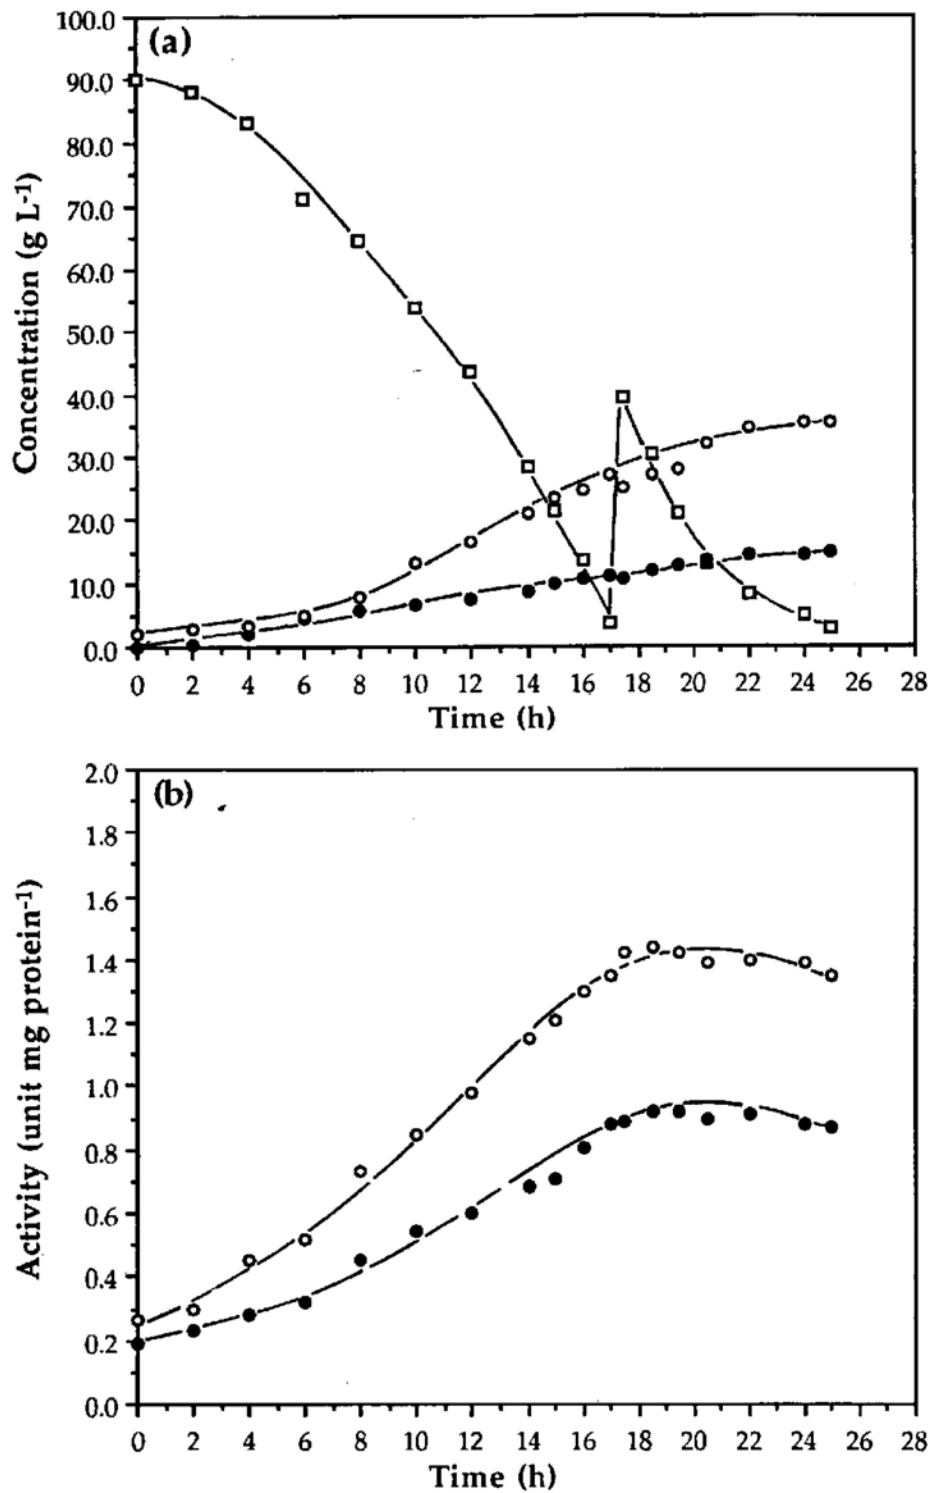 (a)
Concentration (g L-1)
100.0
90.0
80.0
70.0
60.0
50.0
40.0
30.0
20.0
10.0
0.0
0 2 4 6 8 10 12 14 16 18 20 22 24 26 28
Time (h)
(b)
Activity (unit mg protein-1)
2.0
1.8
1.6
1.4
1.2
1.0
0.8
0.6
0.4
0.2
0.0
0 2 4 6 8 10 12 14 16 18 20 22 24 26 28
Time (h)